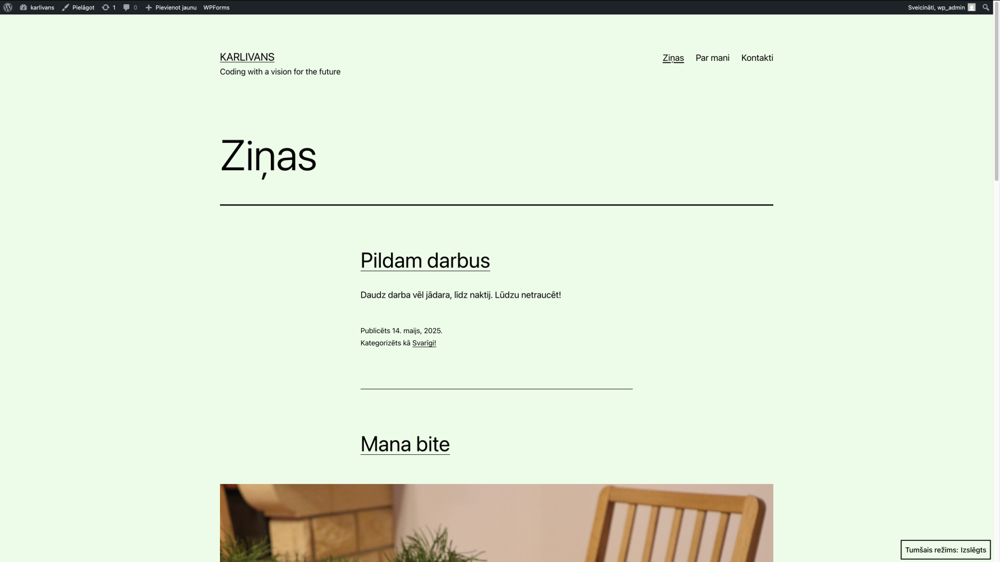 karlivans Pielāgot 1 0 Pievienot jaunu WPForms Sveicināti, wp_admin
KARLIVANS
Coding with a vision for the future
Ziņas Par mani Kontakti
Ziņas
Pildam darbus
Daudz darba vēl jādara, līdz naktij. Lūdzu netraucēt!
Publicēts 14. maijs, 2025.
Kategorizēts kā Svarīgi!
Mana bite
Tumšais režīms: Izslēgts